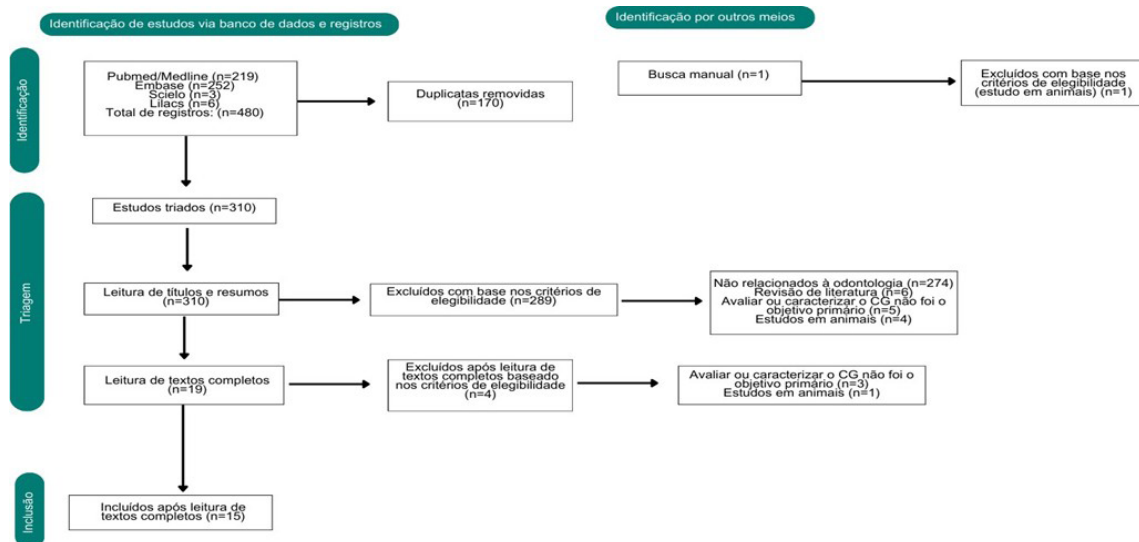 Identificação de estudos via banco de dados e registros
Identificação por outros meios
Identificação
Pubmed/Medline (n=219)
Embase (n=252)
Scielo (n=3)
Lilacs (n=6)
Total de registros: (n=480)
Duplicatas removidas
(n=170)
Busca manual (n=1)
Excluídos com base nos
critérios de elegibilidade
(estudo em animais) (n=1)
Triagem
Estudos triados (n=310)
Leitura de títulos e resumos
(n=310)
Excluídos com base nos critérios de
elegibilidade (n=289)
Não relacionados à odontologia (n=274)
Revisão de literatura (n=6)
Avaliar ou caracterizar o CG não foi o
objetivo primário (n=5)
Estudos em animais (n=4)
Leitura de textos completos
(n=19)
Excluídos após leitura de
textos completos baseado
nos critérios de elegibilidade
(n=4)
Avaliar ou caracterizar o CG não foi o
objetivo primário (n=3)
Estudos em animais (n=1)
Inclusão
Incluídos após leitura de
textos completos (n=15)